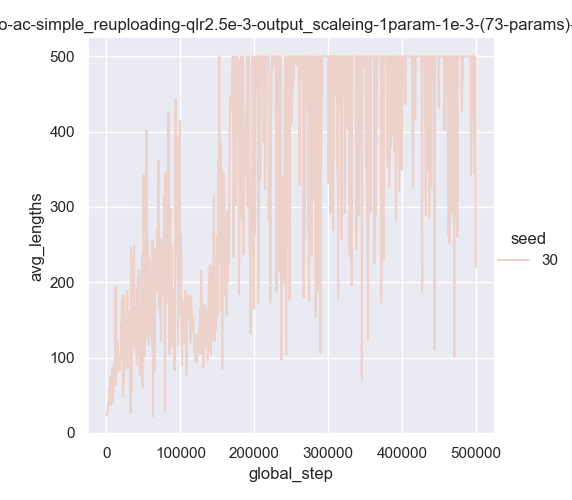 o-ac-simple_reuploading-qlr2.5e-3-output_scaleing-1param-1e-3-(73-params)-
500
400
300
200
100
0
avg_lengths
0 100000 200000 300000 400000 500000
global_step
seed
30